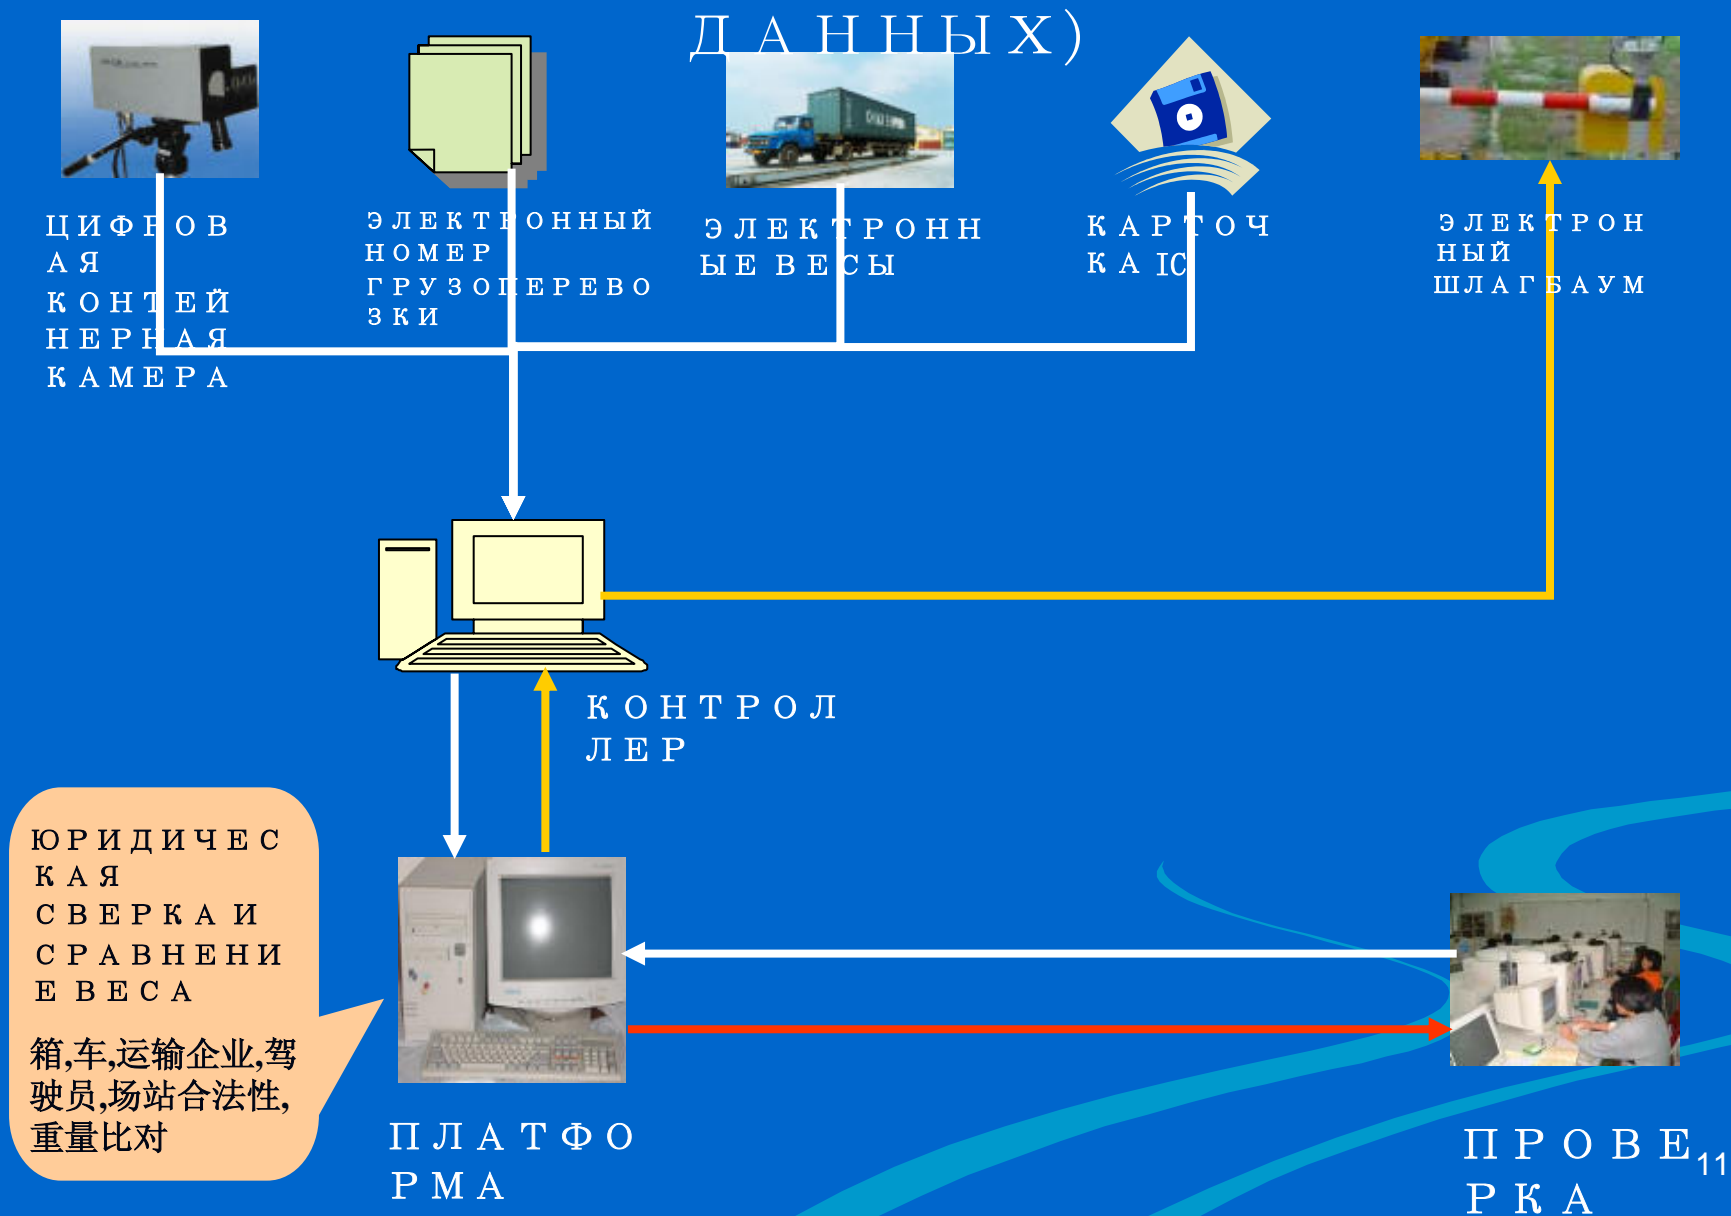 ДАННЫХ)
ЦИФРОВ
АЯ
КОНТЕЙ
НЕРНАЯ
КАМЕРА
ЭЛЕКТРОННЫЙ
НОМЕР
ГРУЗОПЕРЕВО
ЗКИ
ЭЛЕКТРОНН
ЫЕ ВЕСЫ
КАРТОЧ
КА IC
ЭЛЕКТРОН
НЫЙ
ШЛАГБАУМ
КОНТРОЛ
ЛЕР
ЮРИДИЧЕС
КАЯ
СВЕРКА И
СРАВНЕНИ
Е ВЕСА
箱,车,运输企业,驾
驶员,场站合法性,
重量比对
ПЛАТФО
РМА
ПРОВЕ
РКА
11